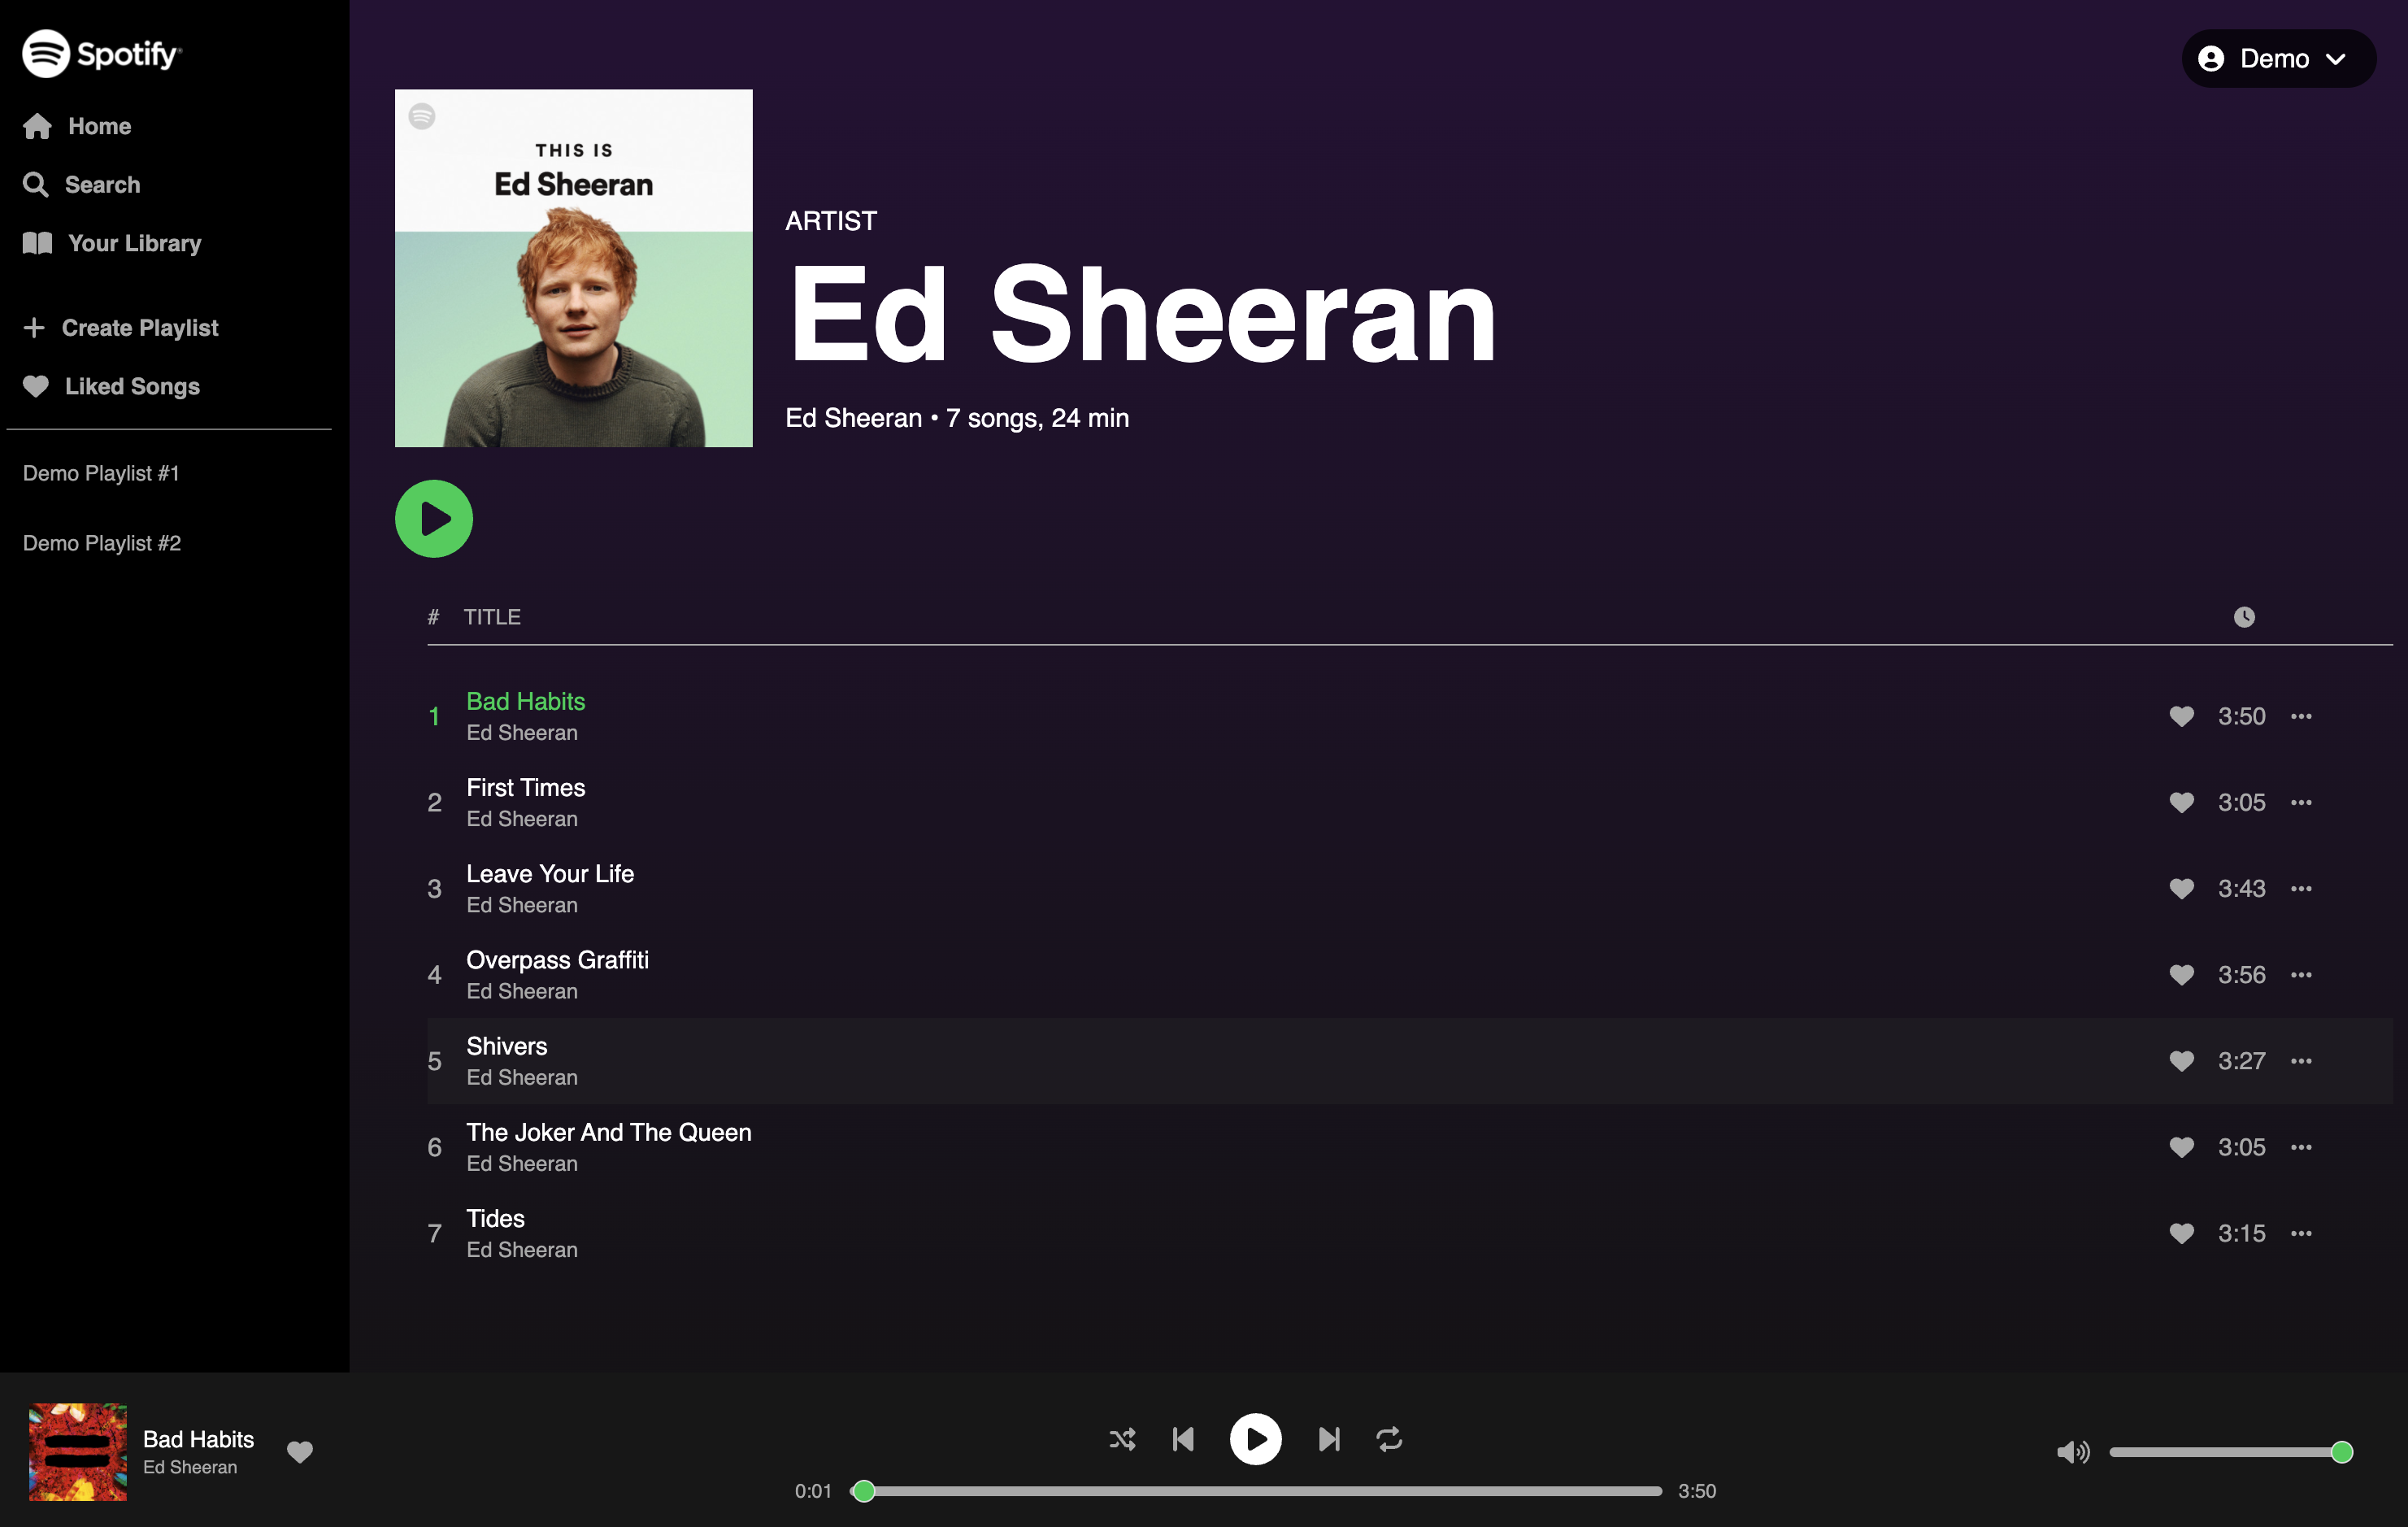 Spotify
Home
Search
Your Library
Create Playlist
Liked Songs
Demo Playlist #1
Demo Playlist #2
Demo
THIS IS
Ed Sheeran
ARTIST
Ed Sheeran
Ed Sheeran • 7 songs, 24 min
# TITLE
1 Bad Habits 3:50
Ed Sheeran
2 First Times 3:05
Ed Sheeran
3 Leave Your Life 3:43
Ed Sheeran
4 Overpass Graffiti 3:56
Ed Sheeran
5 Shivers 3:27
Ed Sheeran
6 The Joker And The Queen 3:05
Ed Sheeran
7 Tides 3:15
Ed Sheeran
Bad Habits
Ed Sheeran
0:01 3:50